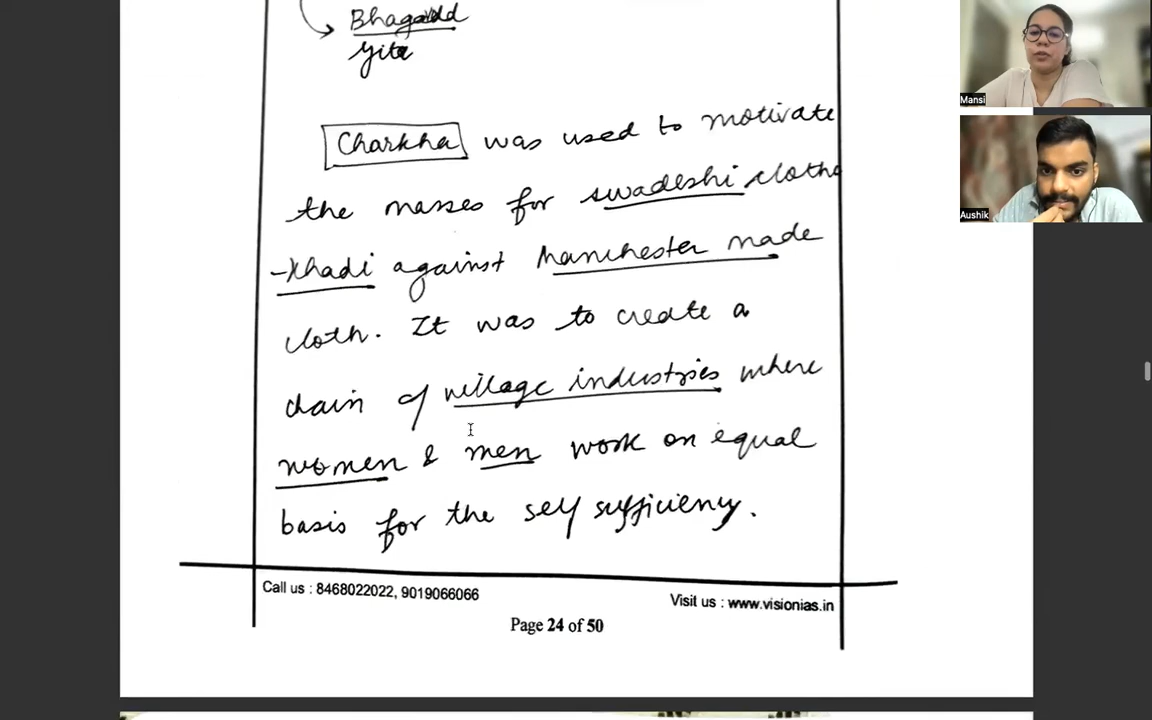 Bhagavad
Gita
Mansi
Charkha was used to motivate
the masses for swadeshi cloth
Aushik
- Khadi against Manchester made
cloth. It was to create a
chain of village industries where
women & men work on equal
basis for the self sufficieny.
Call us : 8468022022, 9019066066
Visit us : www.visionias.in
Page 24 of 50